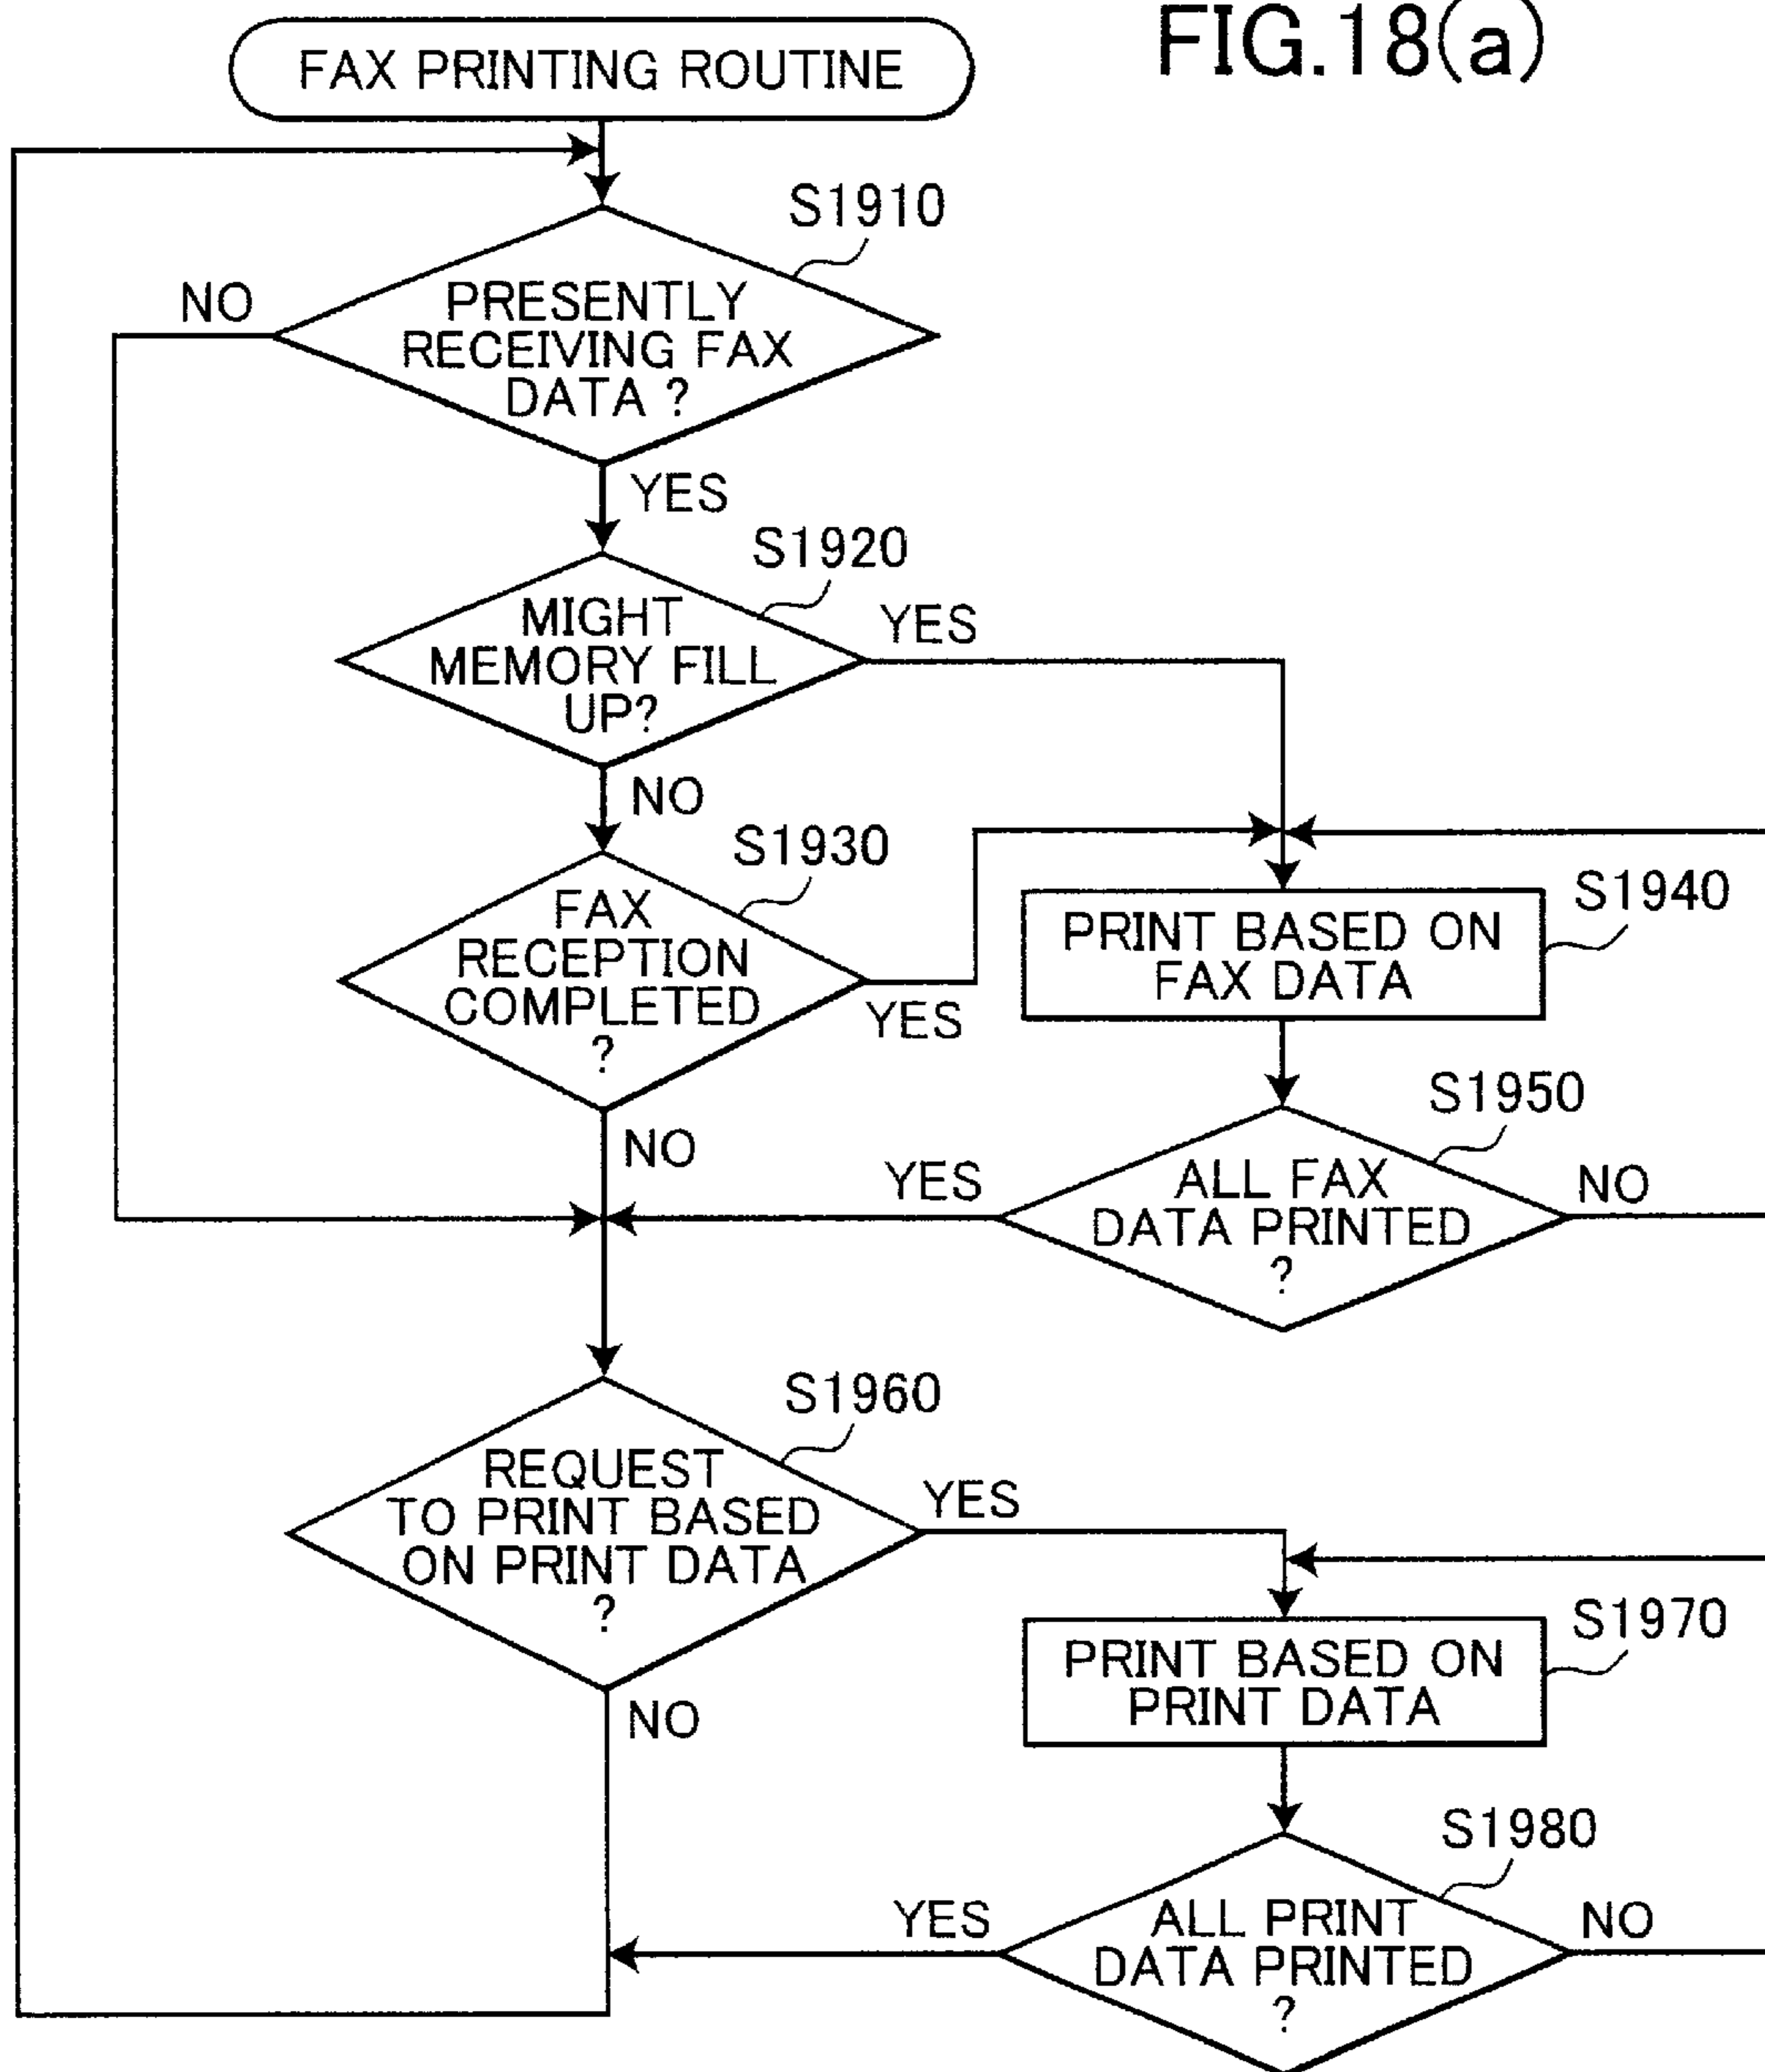 FIG.18(a)
FAX PRINTING ROUTINE
S1910
NO
PRESENTLY
RECEIVING FAX
DATA ?
YES
S1920
MIGHT
MEMORY FILL
UP?
YES
NO
S1930
FAX
RECEPTION
COMPLETED
?
YES
S1940
PRINT BASED ON
FAX DATA
NO
S1950
YES
ALL FAX
DATA PRINTED
?
NO
S1960
REQUEST
TO PRINT BASED
ON PRINT DATA
?
YES
S1970
PRINT BASED ON
PRINT DATA
NO
S1980
YES
ALL PRINT
DATA PRINTED
?
NO